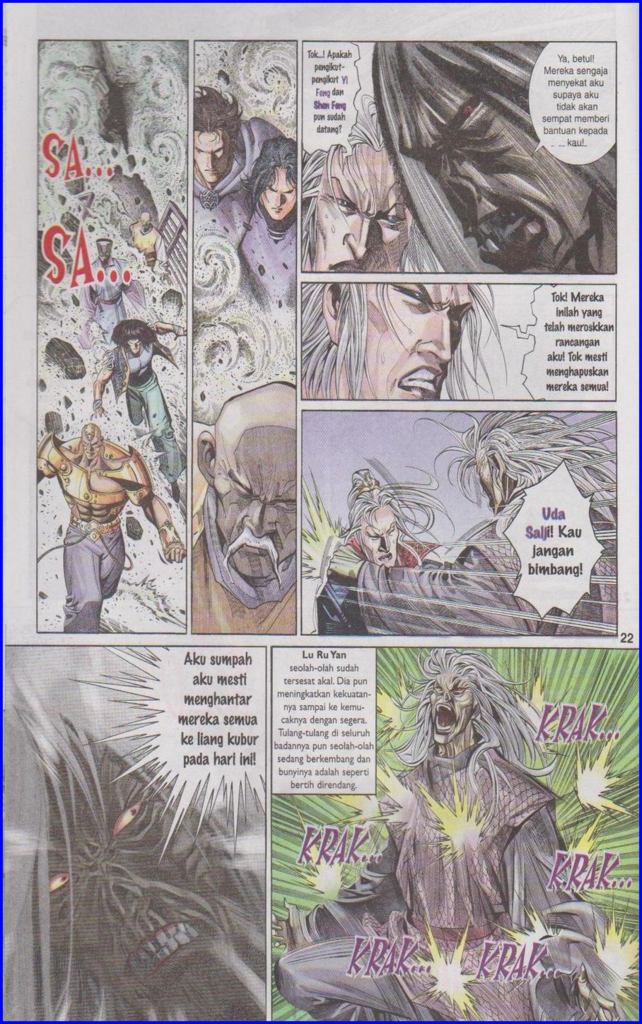 SA...
SA...
Tok...! Apakah
pengikut-
pengikut Yi
Feng dan
Shen Feng
pun sudah
datang?
Ya, betul!
Mereka sengaja
menyekat aku
supaya aku
tidak akan
sempat memberi
bantuan kepada
kau!.
Tok! Mereka
inilah yang
telah meroskkan
rancangan
aku! Tok mesti
menghapuskan
mereka semua!
Uda
Salji! Kau
jangan
bimbang!
22
Aku sumpah
aku mesti
menghantar
mereka semua
ke liang kubur
pada hari ini!
Lu Ru Yan
seolah-olah sudah
tersesat akal. Dia pun
meningkatkan kekuatan-
nya sampai ke kemu-
caknya dengan segera.
Tulang-tulang di seluruh
badannya pun seolah-olah
sedang berkembang dan
bunyinya adalah seperti
bertih direndang.
KRAK...
KRAK...
KRAK...
KRAK...
KRAK...